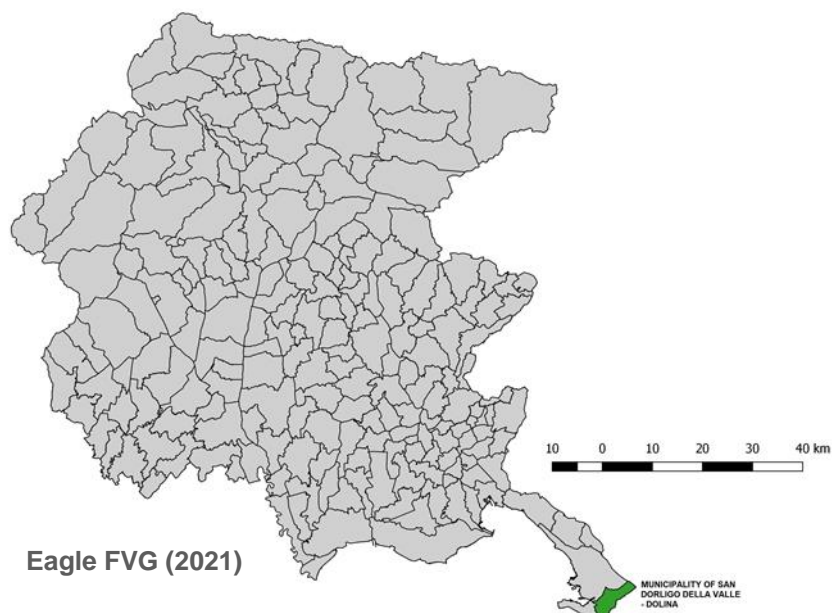 10 0 10 20 30 40 km
Eagle FVG (2021)
MUNICIPALITY OF SAN
DORLIGO DELLA VALLE
- DOLINA